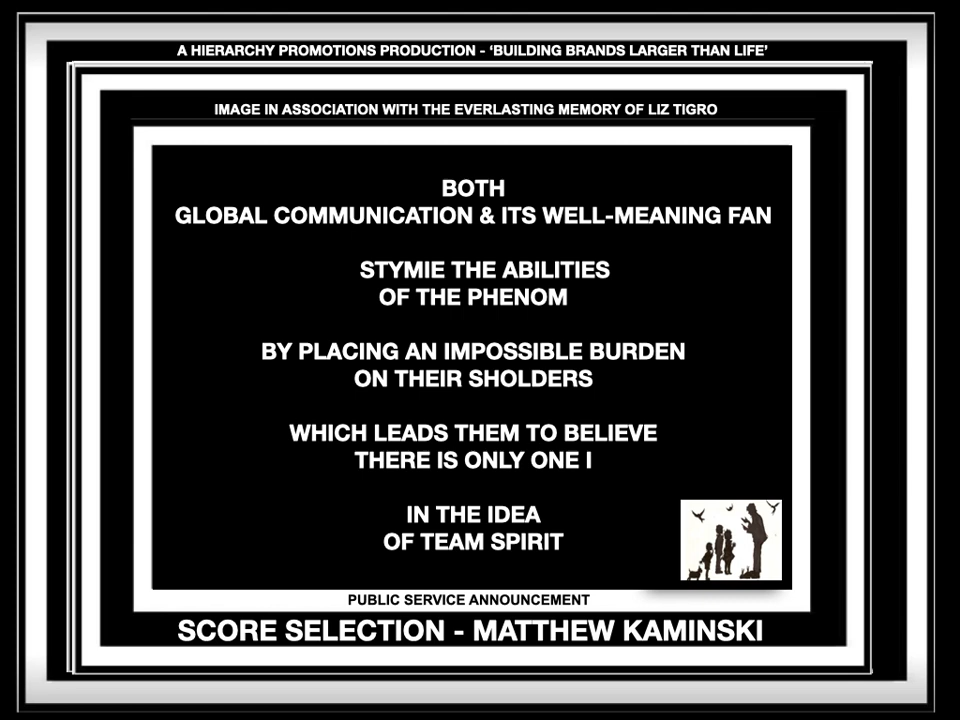 A HIERARCHY PROMOTIONS PRODUCTION - ‘BUILDING BRANDS LARGER THAN LIFE’
IMAGE IN ASSOCIATION WITH THE EVERLASTING MEMORY OF LIZ TIGRO
BOTH
GLOBAL COMMUNICATION & ITS WELL-MEANING FAN
STYMIE THE ABILITIES
OF THE PHENOM
BY PLACING AN IMPOSSIBLE BURDEN
ON THEIR SHOLDERS
WHICH LEADS THEM TO BELIEVE
THERE IS ONLY ONE I
IN THE IDEA
OF TEAM SPIRIT
PUBLIC SERVICE ANNOUNCEMENT
SCORE SELECTION - MATTHEW KAMINSKI